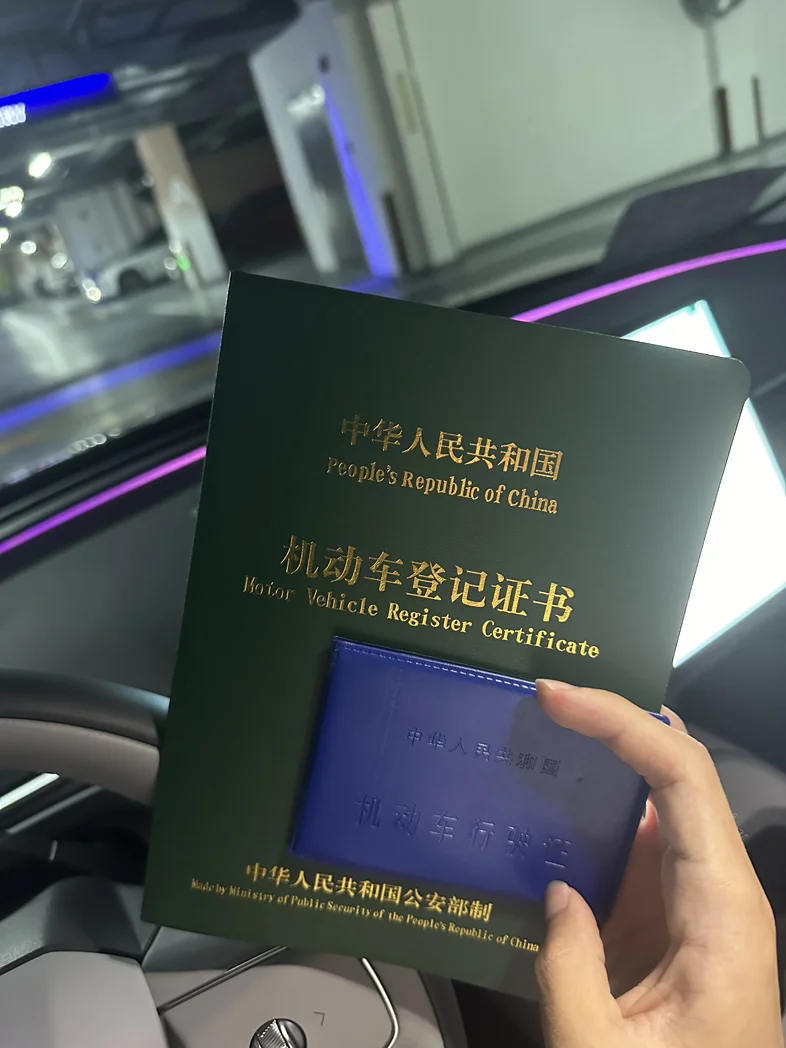 中华人民共和国
People's Republic of China
机动车登记证书
Motor Vehicle Register Certificate
中华人民共和国
机动车行驶证
中华人民共和国公安部制
Made by Ministry of Public Security of the People's Republic of China